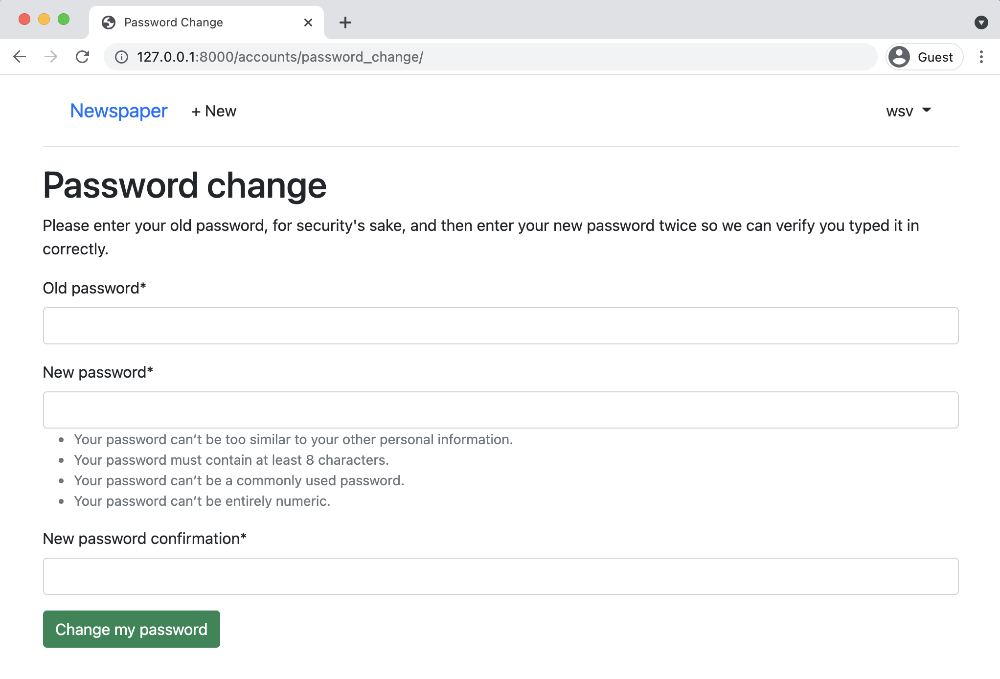 Password Change
127.0.0.1:8000/accounts/password_change/
Guest
Newspaper
+ New
wsv
Password change
Please enter your old password, for security's sake, and then enter your new password twice so we can verify you typed it in
correctly.
Old password*
New password*
• Your password can’t be too similar to your other personal information.
• Your password must contain at least 8 characters.
• Your password can’t be a commonly used password.
• Your password can’t be entirely numeric.
New password confirmation*
Change my password